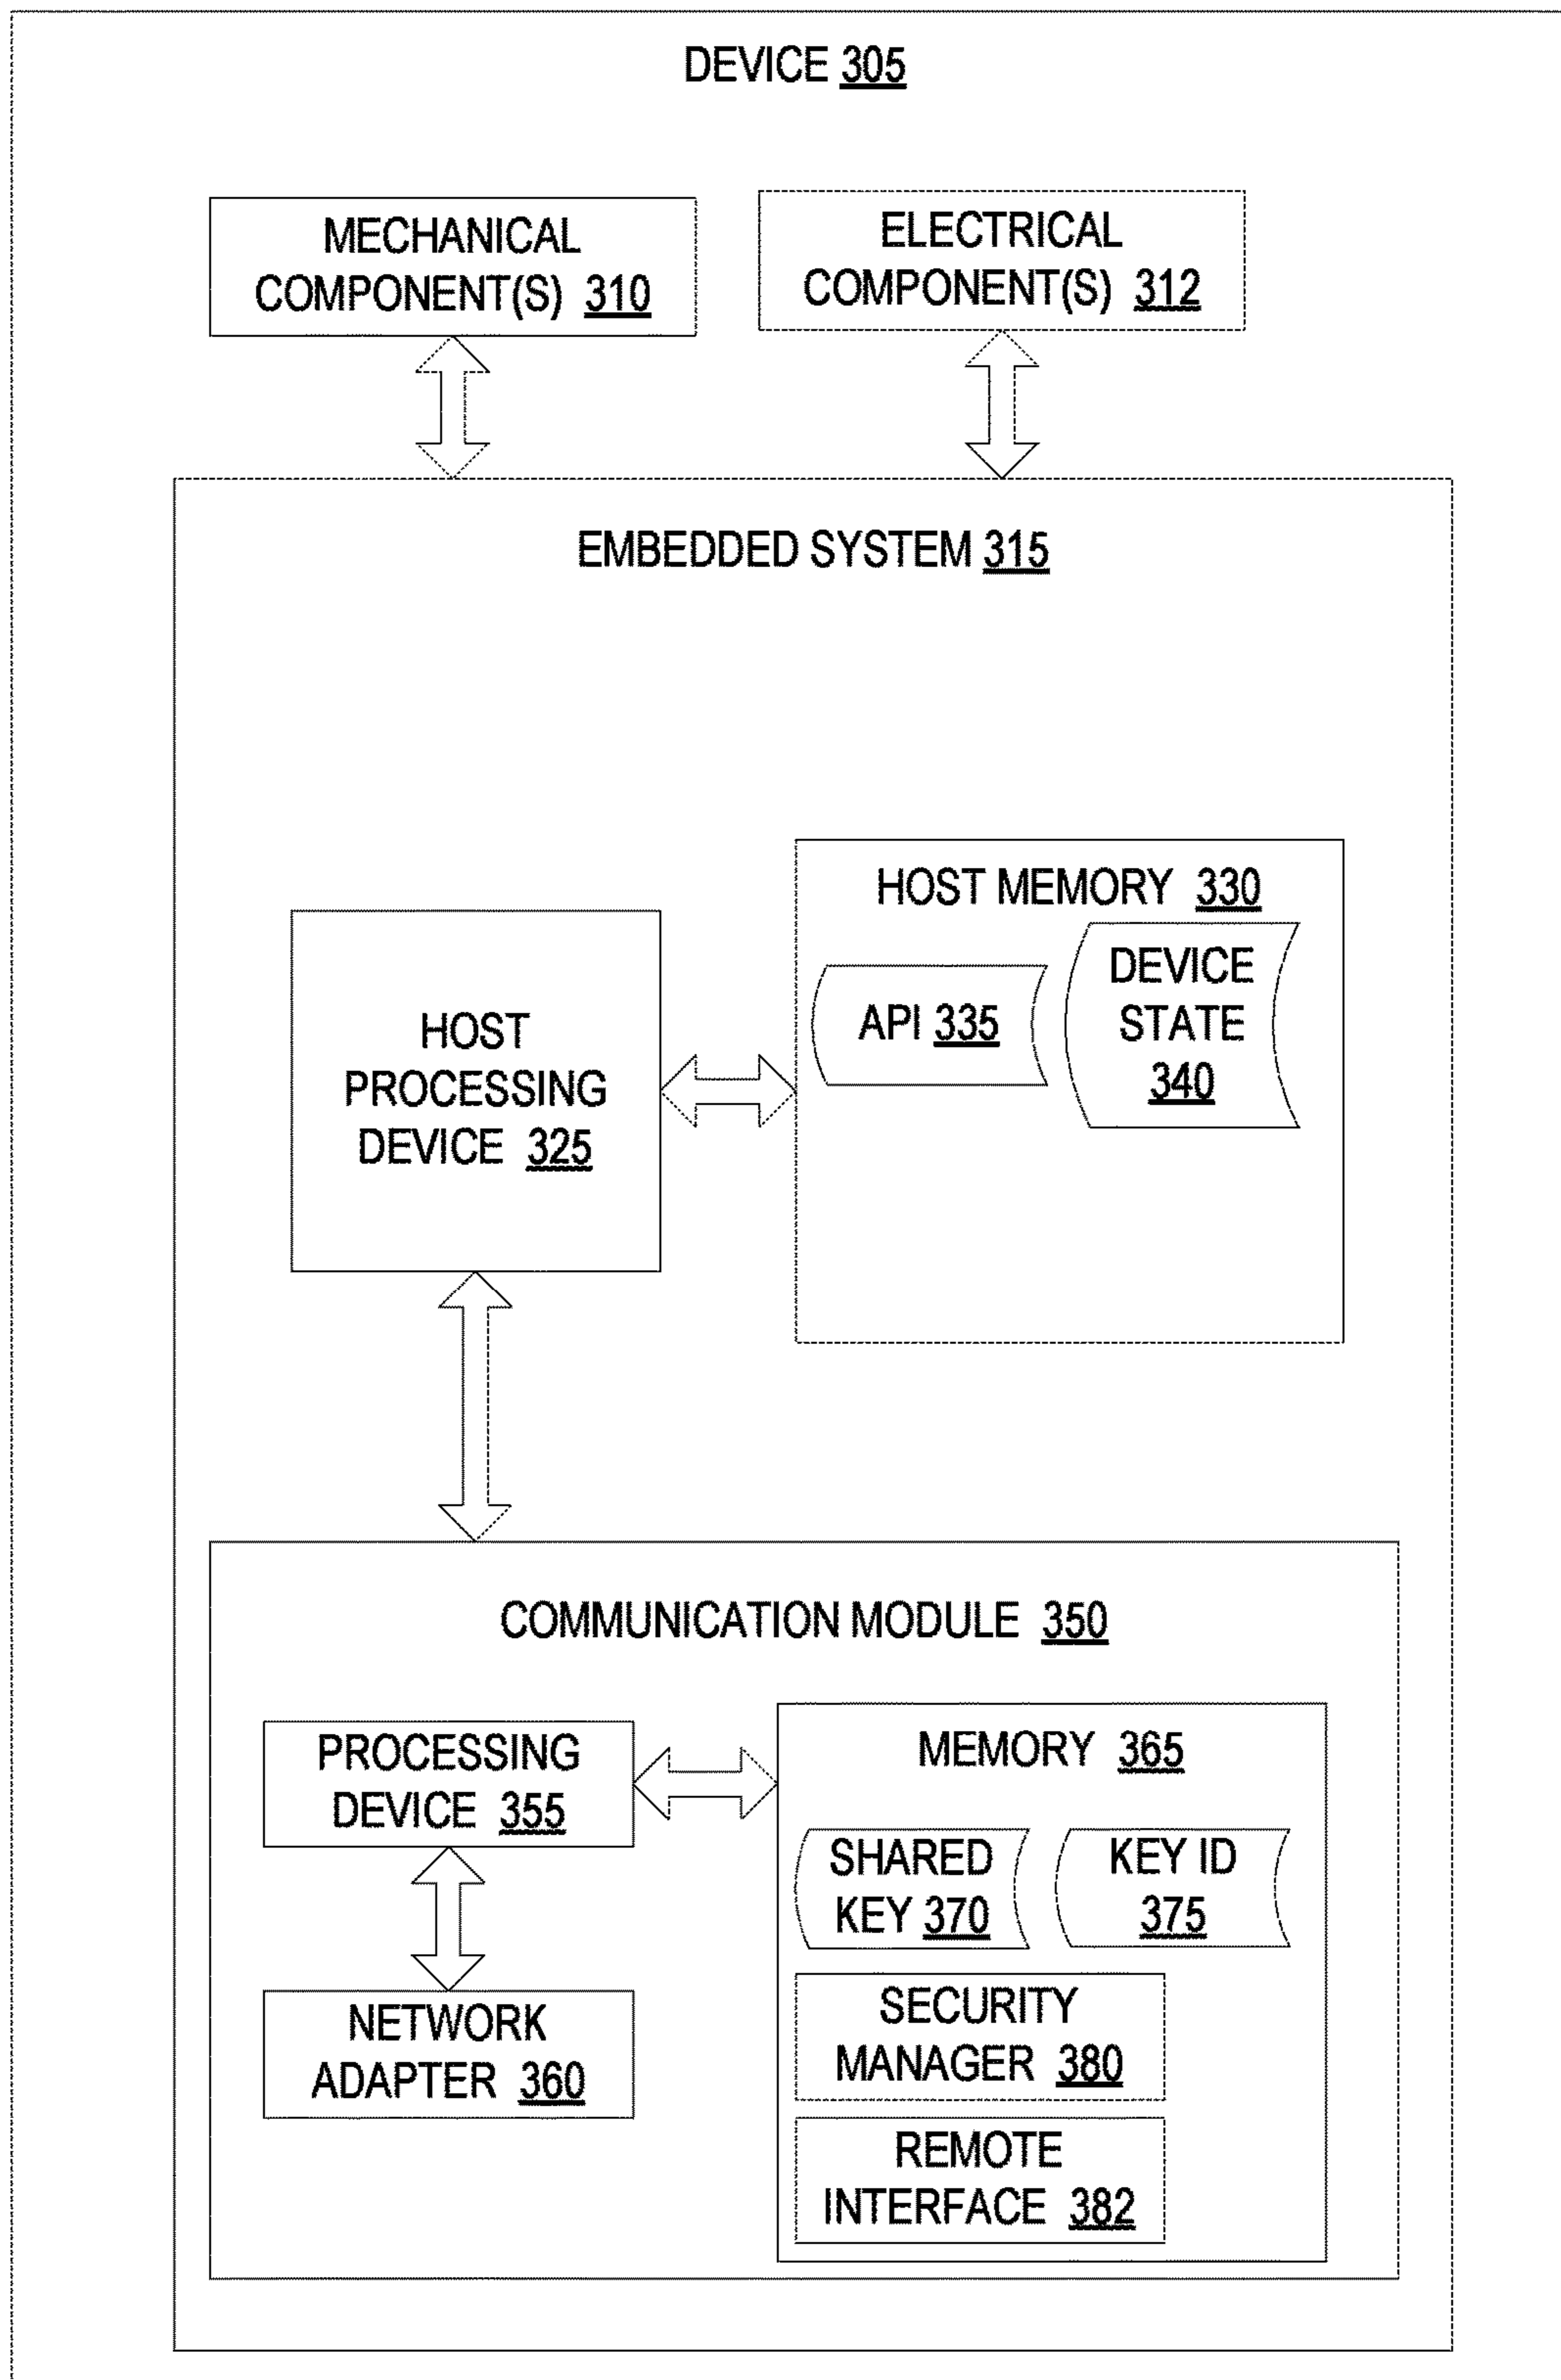 DEVICE 305
MECHANICAL
COMPONENT(S) 310
ELECTRICAL
COMPONENT(S) 312
EMBEDDED SYSTEM 315
HOST
PROCESSING
DEVICE 325
HOST MEMORY 330
API 335
DEVICE
STATE
340
COMMUNICATION MODULE 350
PROCESSING
DEVICE 355
NETWORK
ADAPTER 360
MEMORY 365
SHARED
KEY 370
KEY ID
375
SECURITY
MANAGER 380
REMOTE
INTERFACE 382